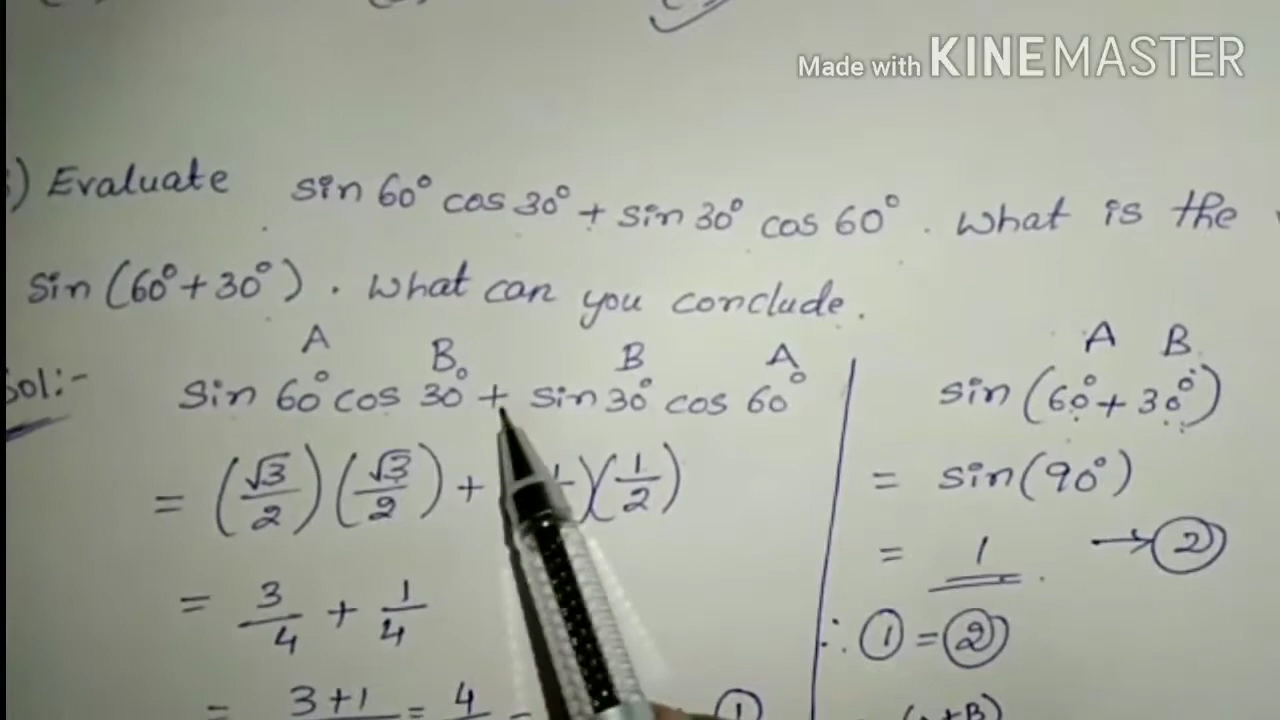 Made with KINEMASTER
) Evaluate sin 60° cos 30° + sin 30° cos 60°. What is the
sin (60° + 30°). What can you conclude.
Sol:-
A B B A
sin 60° cos 30° + sin 30° cos 60°
= (√3/2) (√3/2) + (1/2)
= 3/4 + 1/4
= 3+1 = 4 = ①
A B
sin (60° + 30°)
= sin (90°)
= 1 → ②
∴ ① = ②